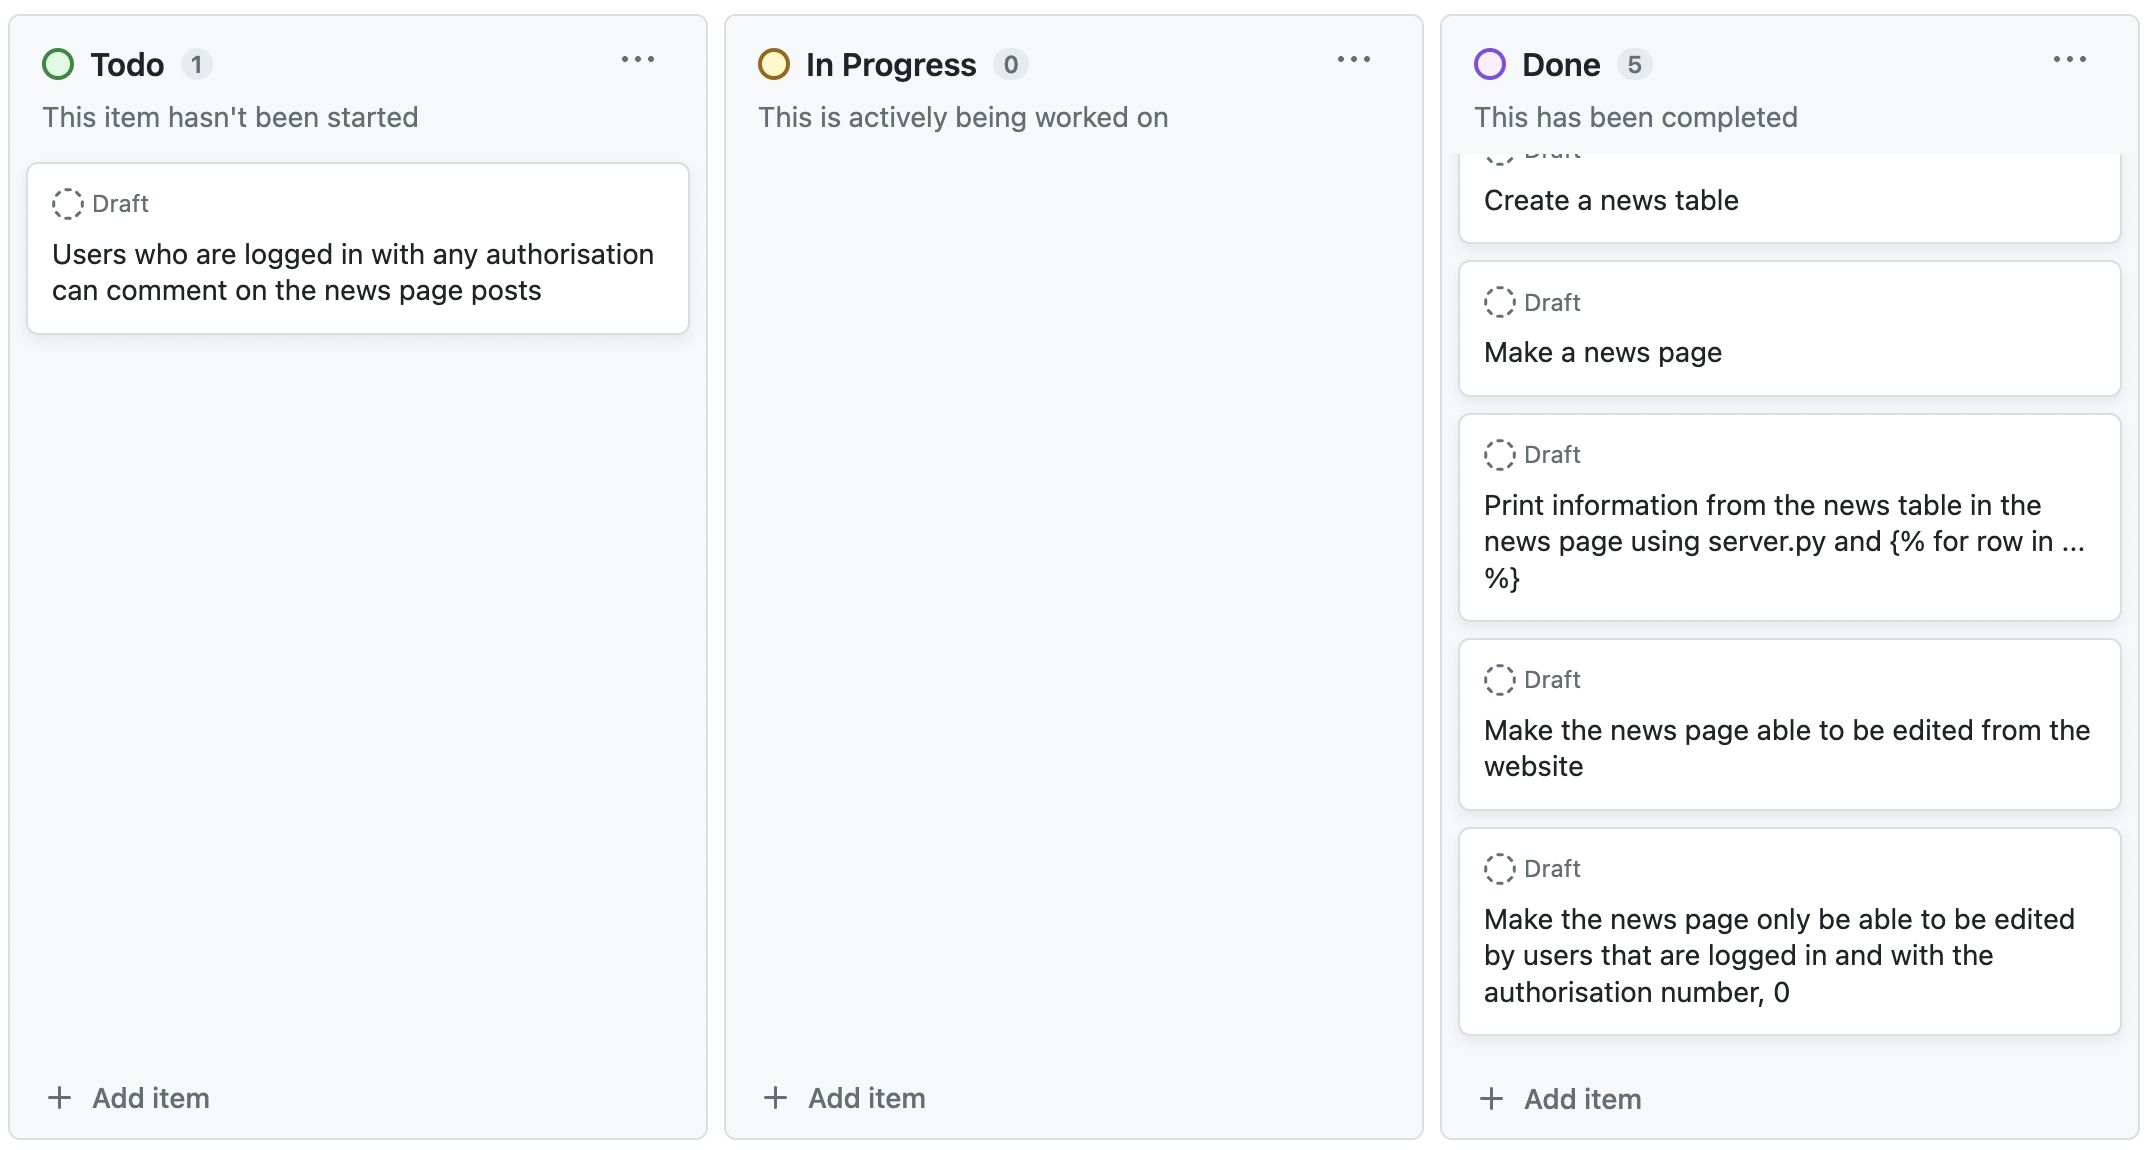 Todo 1
This item hasn't been started
Draft
Users who are logged in with any authorisation
can comment on the news page posts
+ Add item
In Progress 0
This is actively being worked on
+ Add item
Done 5
This has been completed
Draft
Create a news table
Draft
Make a news page
Draft
Print information from the news table in the
news page using server.py and {% for row in ...
%}
Draft
Make the news page able to be edited from the
website
Draft
Make the news page only be able to be edited
by users that are logged in and with the
authorisation number, 0
+ Add item